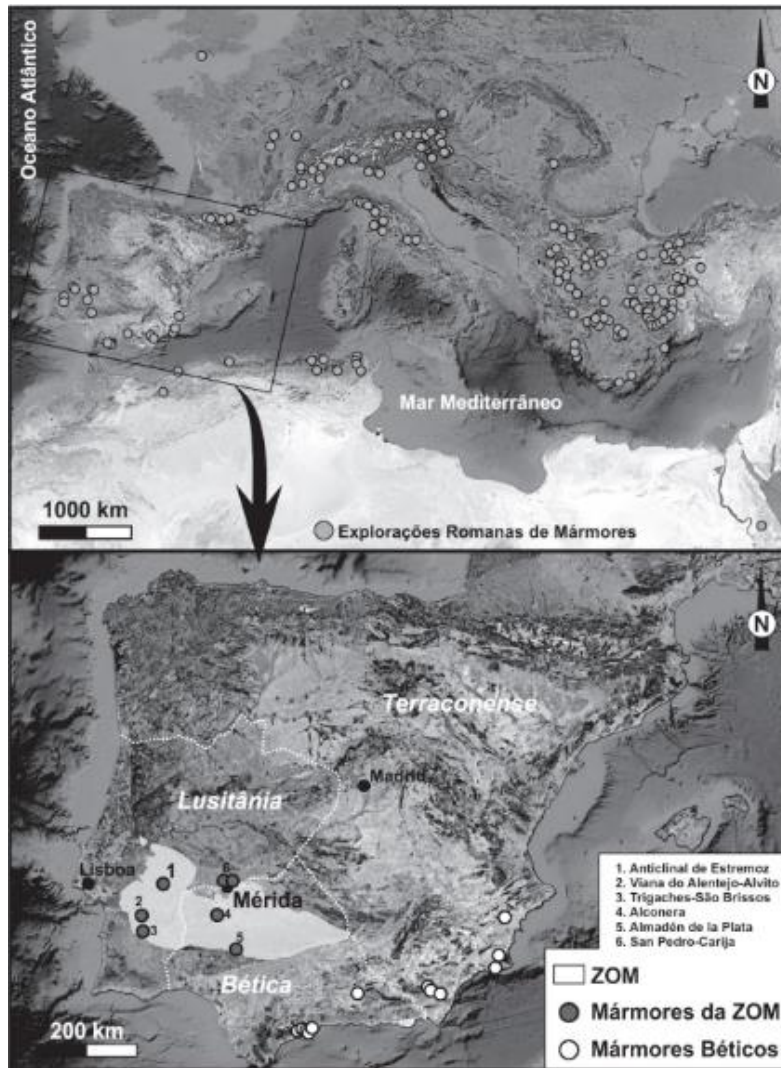 Oceano Atlântico
N
Mar Mediterrâneo
1000 km
Explorações Romanas de Mármores
N
Terraconense
Madrid
Lusitânia
Lisboa
1
6
Mérida
2
4
3
5
Bética
200 km
1. Anticlinal de Estremoz
2. Viana do Alentejo-Alvito
3. Trigaches-São Brissos
4. Alconera
5. Almadén de la Plata
6. San Pedro-Carija
ZOM
Mármores da ZOM
Mármores Béticos